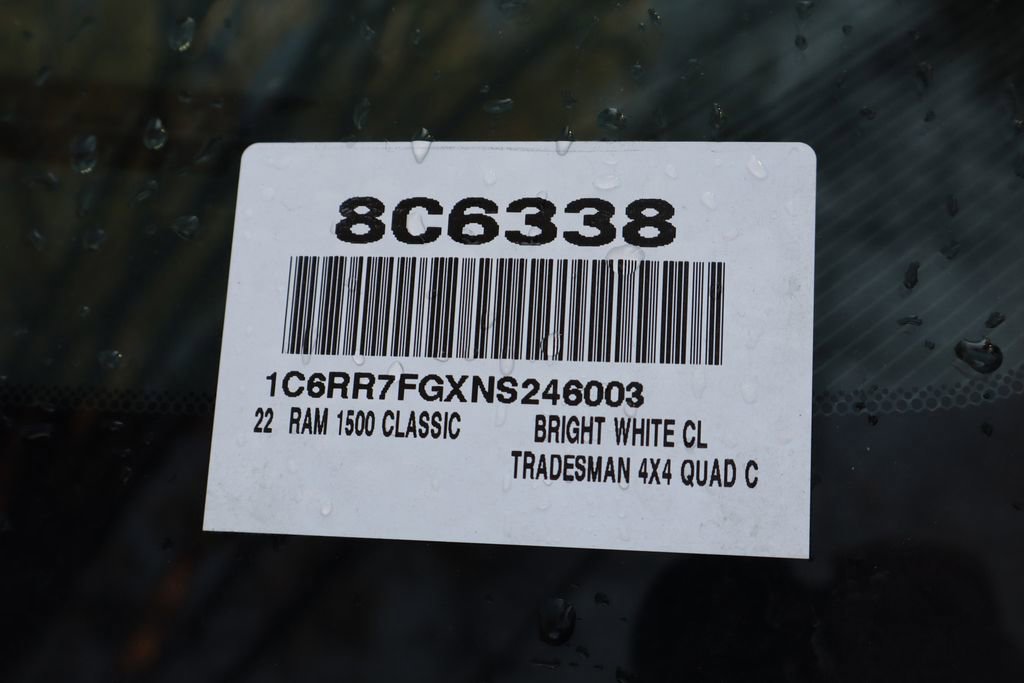 8C6338
1C6RR7FGXNS246003
22 RAM 1500 CLASSIC BRIGHT WHITE CL
TRADESMAN 4X4 QUAD C